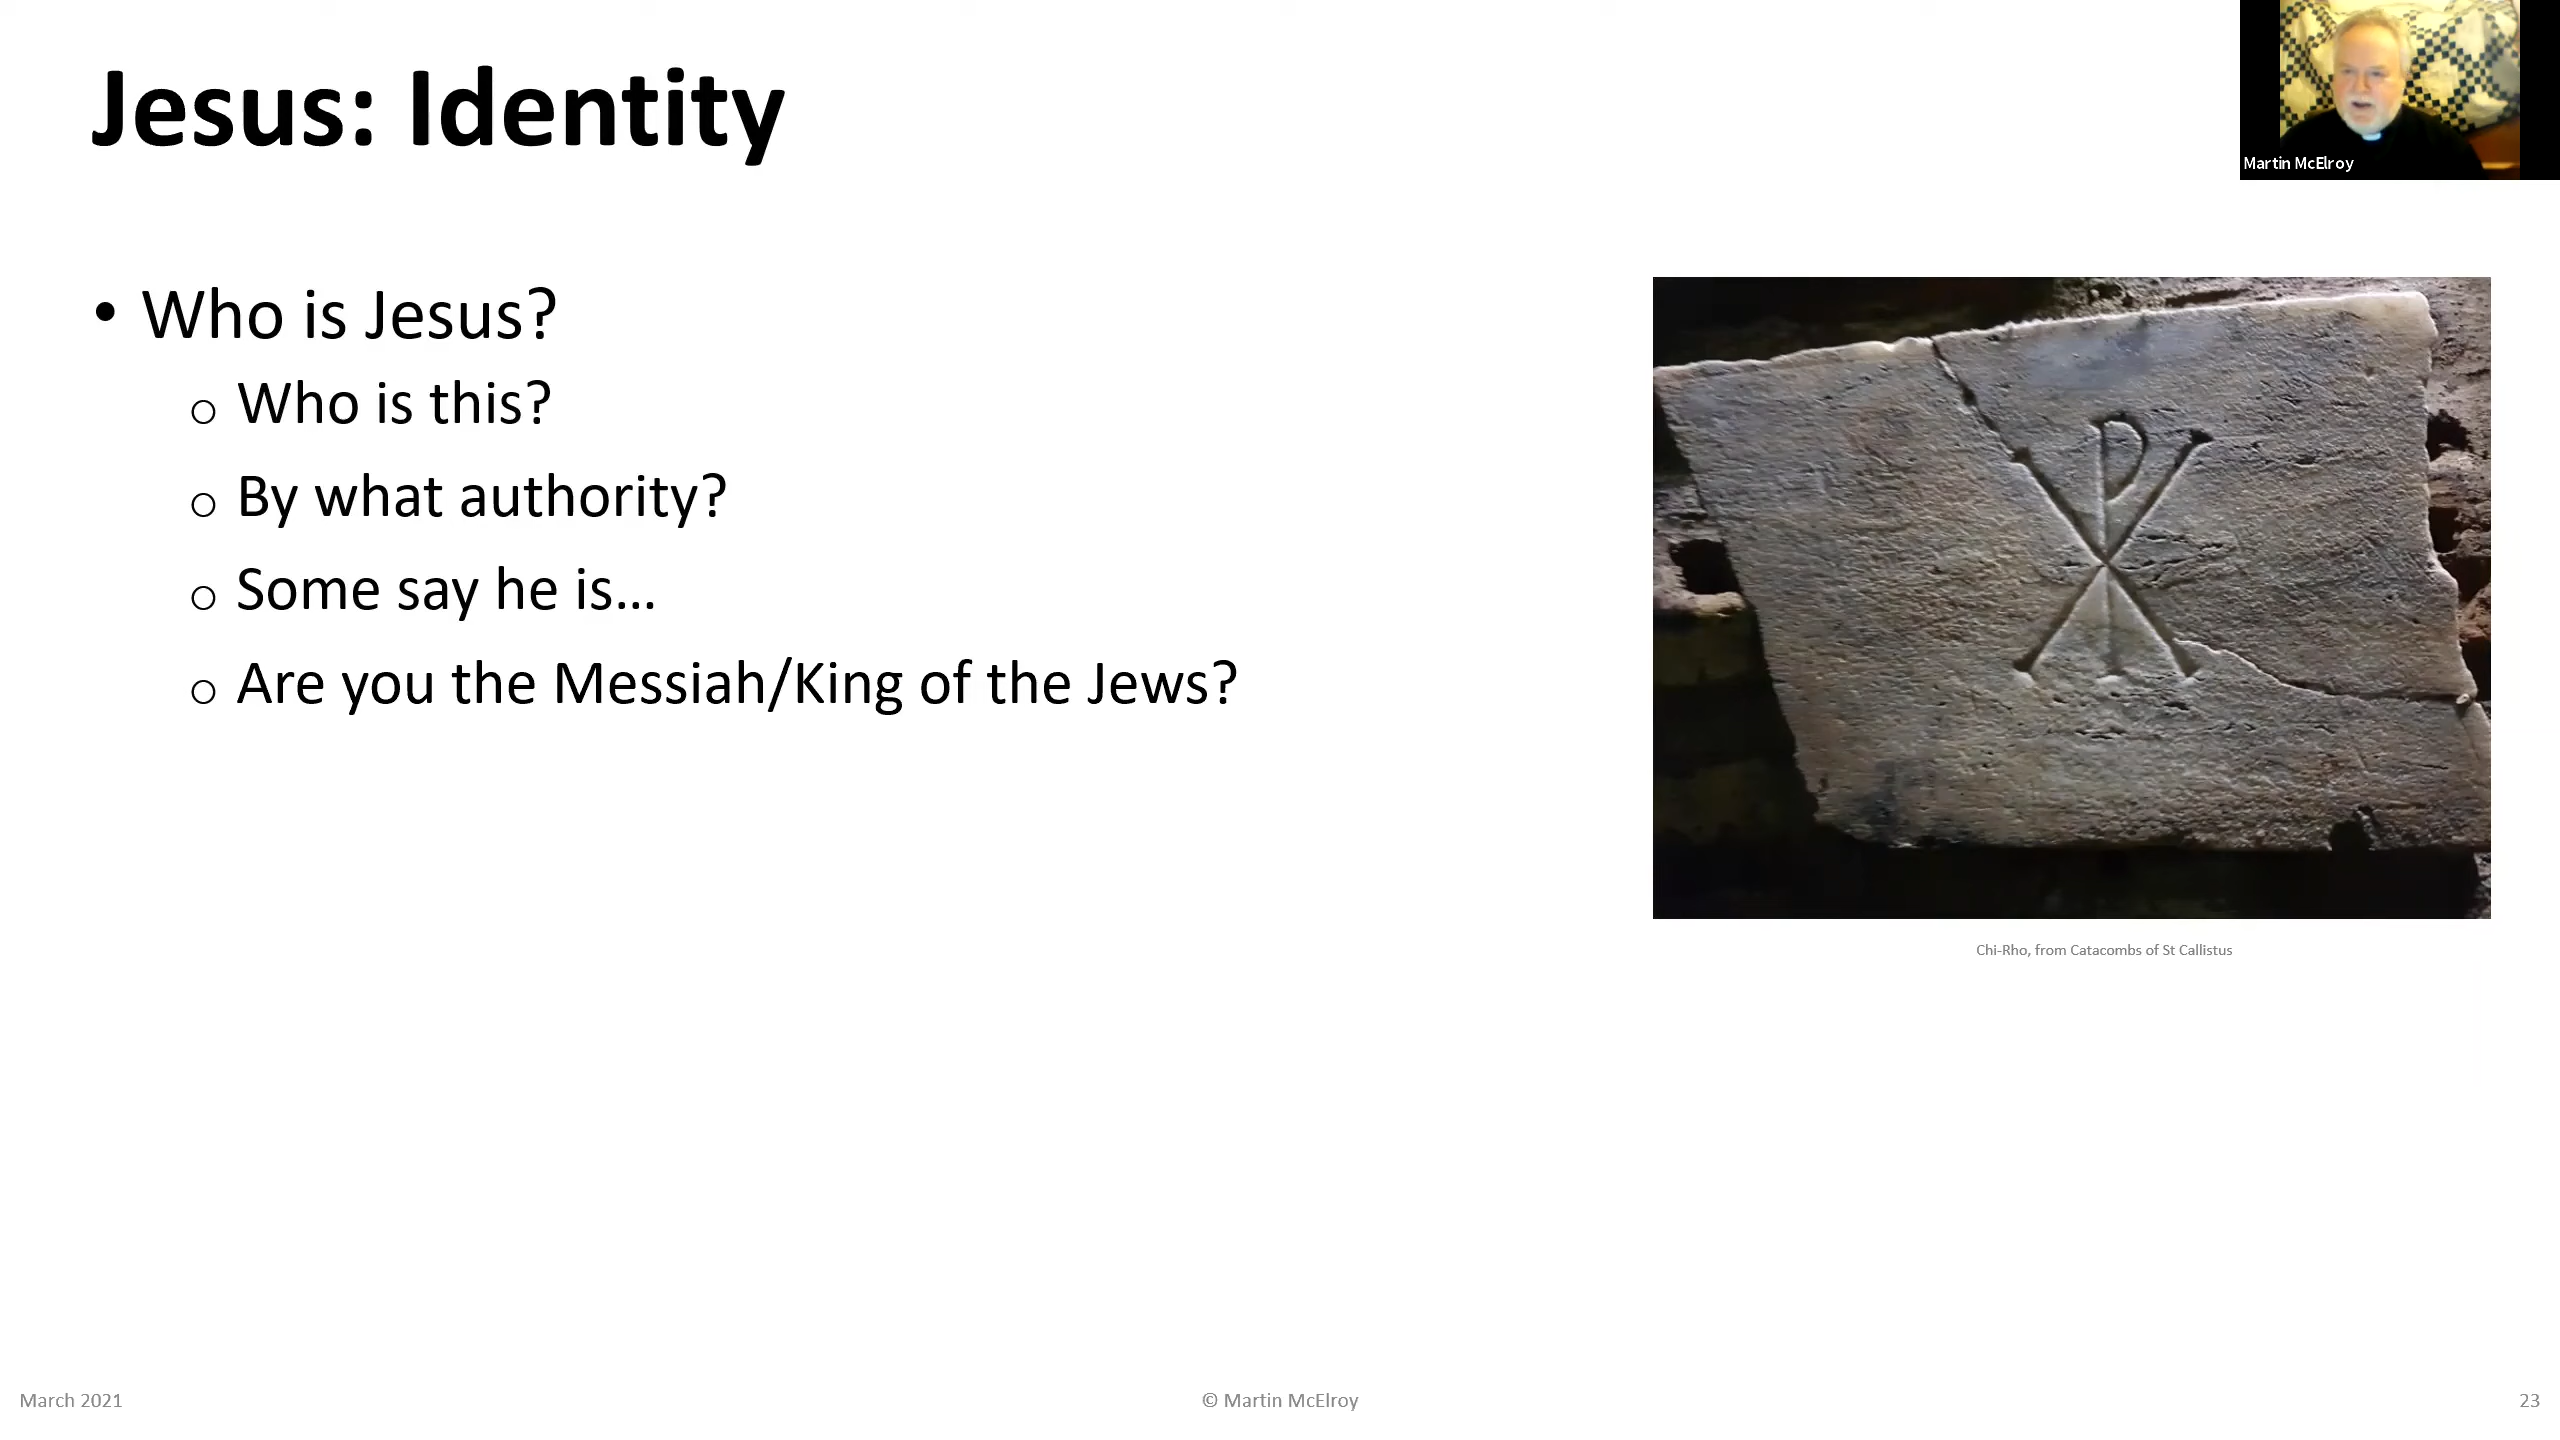 Jesus: Identity
Martin McElroy
• Who is Jesus?
o Who is this?
o By what authority?
o Some say he is...
o Are you the Messiah/King of the Jews?
Chi-Rho, from Catacombs of St Callistus
March 2021
© Martin McElroy
23